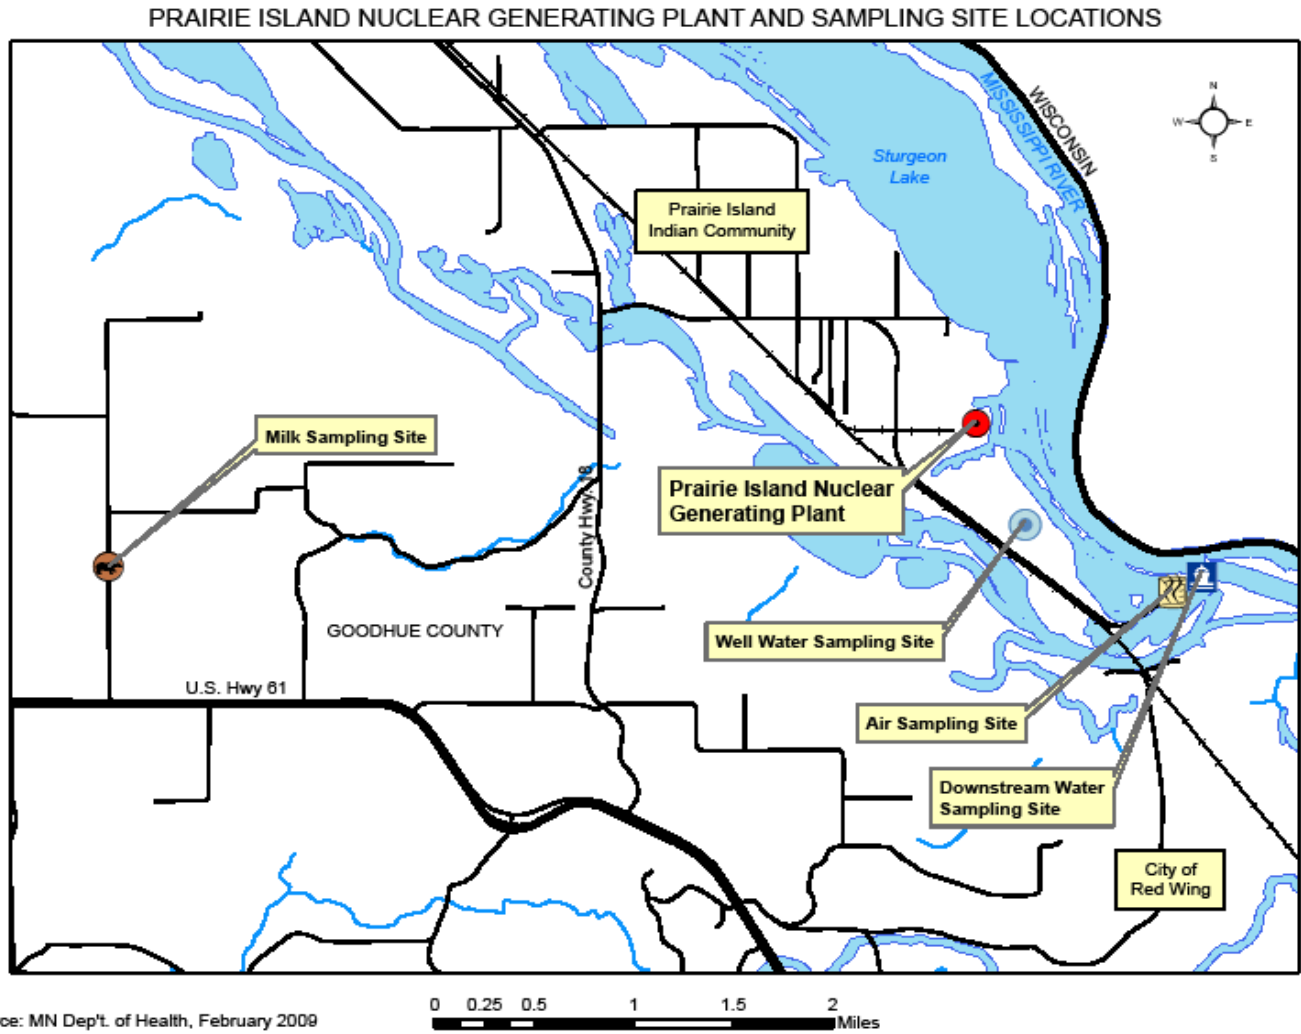 PRAIRIE ISLAND NUCLEAR GENERATING PLANT AND SAMPLING SITE LOCATIONS
MISSISSIPPI RIVER
WISCONSIN
N
W
E
S
Sturgeon
Lake
Prairie Island
Indian Community
Milk Sampling Site
Prairie Island Nuclear
Generating Plant
County Hwy. 18
GOODHUE COUNTY
Well Water Sampling Site
U.S. Hwy 61
Air Sampling Site
Downstream Water
Sampling Site
City of
Red Wing
0 0.25 0.5 1 1.5 2
Miles
ce: MN Dep't. of Health, February 2009